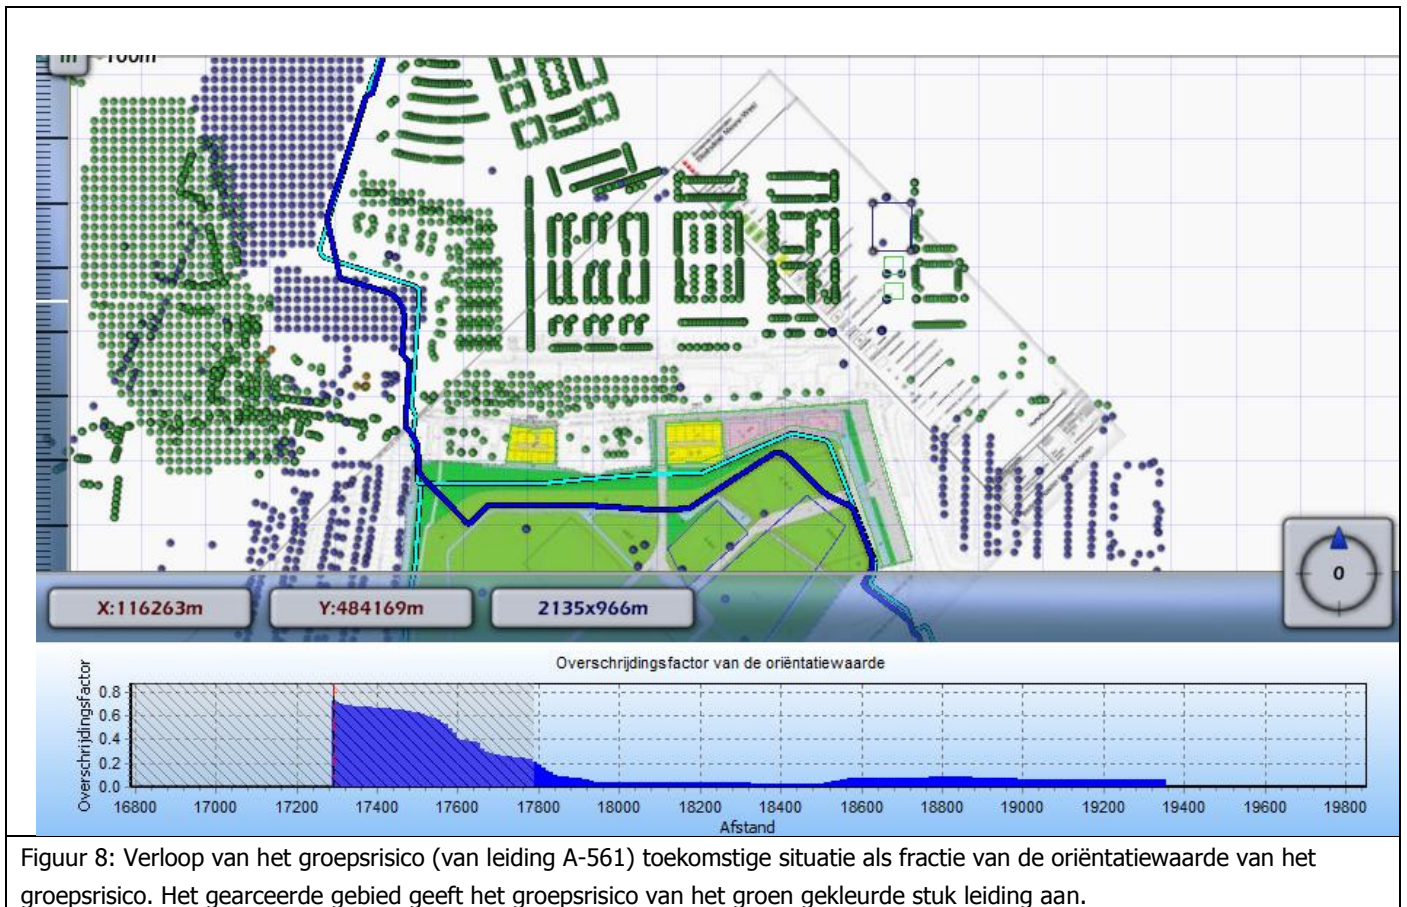 m
100m
X:116263m
Y:484169m
2135x966m
0
Overschrijdingsfactor van de oriëntatiewaarde
Overschrijdingsfactor
0.8
0.6
0.4
0.2
0.0
16800 17000 17200 17400 17600 17800 18000 18200 18400 18600 18800 19000 19200 19400 19600 19800
Afstand
Figuur 8: Verloop van het groepsrisico (van leiding A-561) toekomstige situatie als fractie van de oriëntatiewaarde van het
groepsrisico. Het gearceerde gebied geeft het groepsrisico van het groen gekleurde stuk leiding aan.